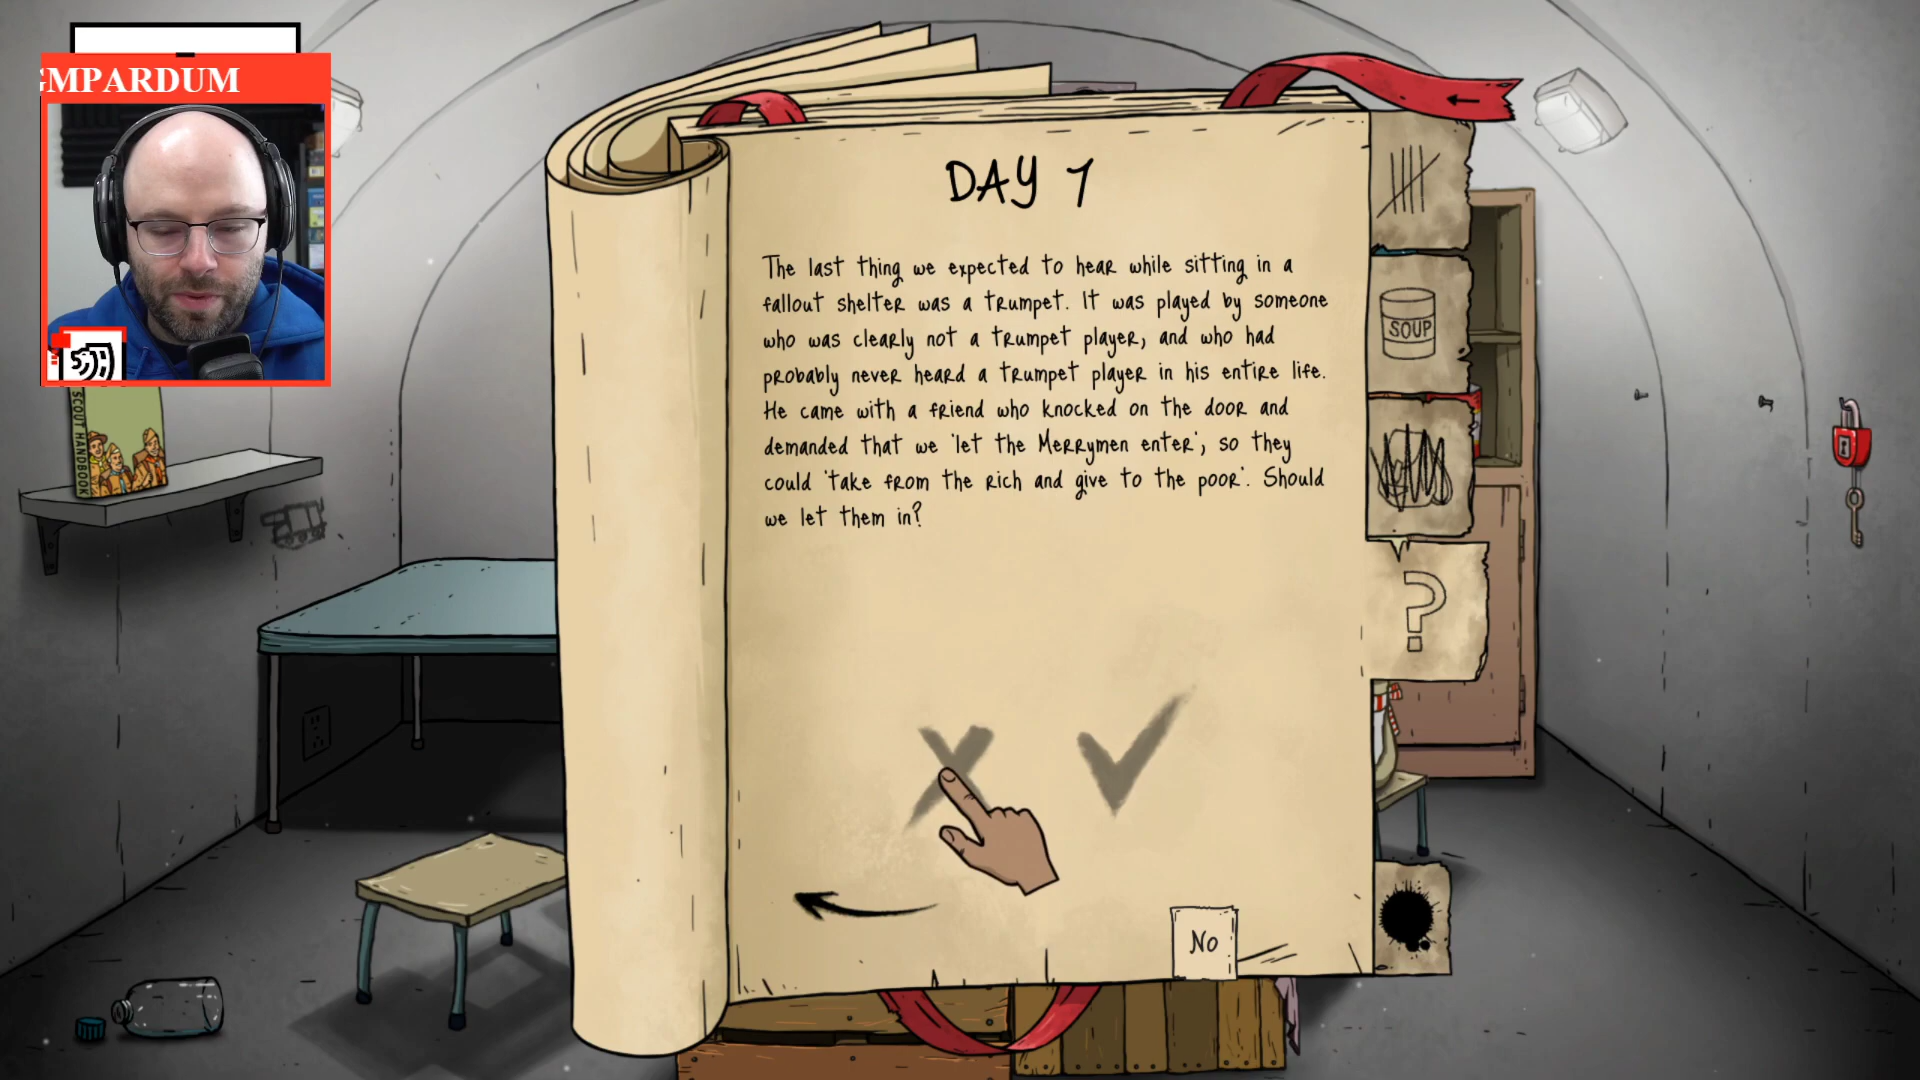 GMPARDUM
SCOUT HANDBOOK
DAY 7
The last thing we expected to hear while sitting in a
fallout shelter was a trumpet. It was played by someone
who was clearly not a trumpet player, and who had
probably never heard a trumpet player in his entire life.
He came with a friend who knocked on the door and
demanded that we 'let the Merrymen enter', so they
could 'take from the rich and give to the poor'. Should
we let them in?
SOUP
?
No